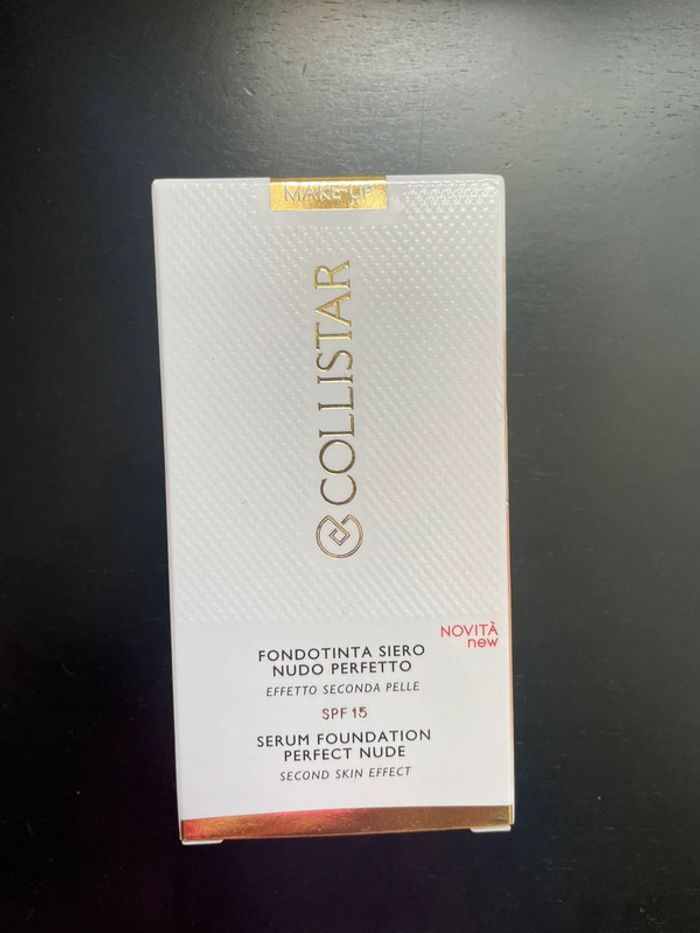 MAKE-UP
COLLISTAR
NOVITÀ
new
FONDOTINTA SIERO
NUDO PERFETTO
EFFETTO SECONDA PELLE
SPF 15
SERUM FOUNDATION
PERFECT NUDE
SECOND SKIN EFFECT